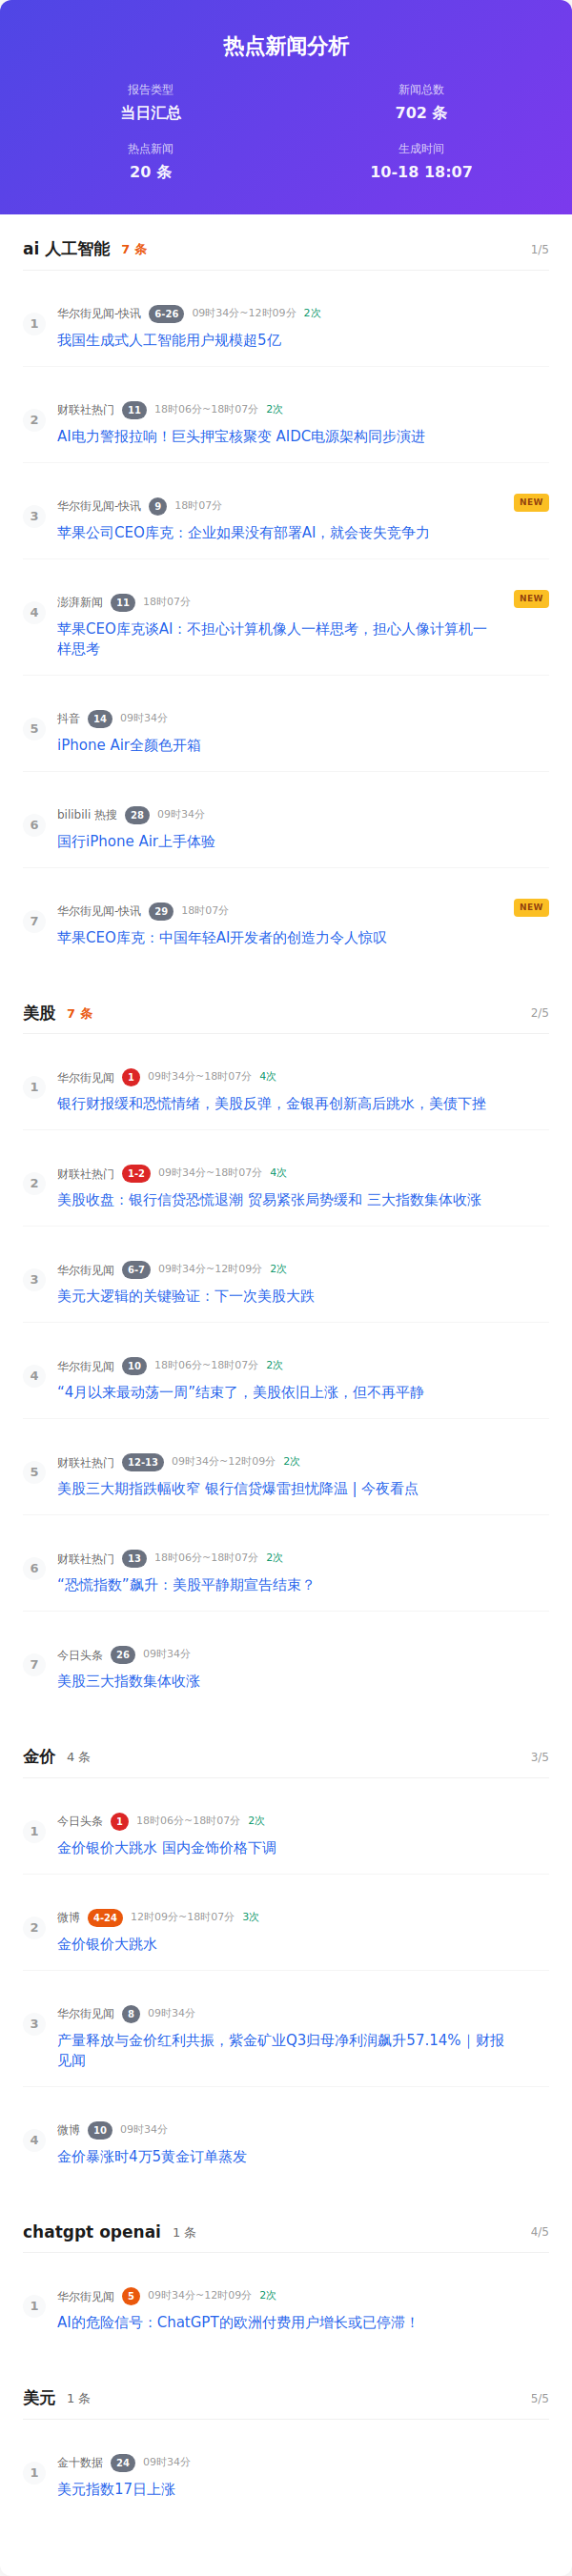 热点新闻分析
报告类型 新闻总数
当日汇总 702 条
热点新闻 生成时间
20 条 10-18 18:07
ai 人工智能 7 条 1/5
华尔街见闻-快讯 6-26 09时34分~12时09分 2次
1 我国生成式人工智能用户规模超5亿
财联社热门 11 18时06分~18时07分 2次
2 AI电力警报拉响！巨头押宝核聚变 AIDC电源架构同步演进
华尔街见闻-快讯 9 18时07分 NEW
3 苹果公司CEO库克：企业如果没有部署AI，就会丧失竞争力
澎湃新闻 11 18时07分 NEW
4 苹果CEO库克谈AI：不担心计算机像人一样思考，担心人像计算机一
样思考
抖音 14 09时34分
5 iPhone Air全颜色开箱
bilibili 热搜 28 09时34分
6 国行iPhone Air上手体验
华尔街见闻-快讯 29 18时07分 NEW
7 苹果CEO库克：中国年轻AI开发者的创造力令人惊叹
美股 7 条 2/5
华尔街见闻 1 09时34分~18时07分 4次
1 银行财报缓和恐慌情绪，美股反弹，金银再创新高后跳水，美债下挫
财联社热门 1-2 09时34分~18时07分 4次
2 美股收盘：银行信贷恐慌退潮 贸易紧张局势缓和 三大指数集体收涨
华尔街见闻 6-7 09时34分~12时09分 2次
3 美元大逻辑的关键验证：下一次美股大跌
华尔街见闻 10 18时06分~18时07分 2次
4 “4月以来最动荡一周”结束了，美股依旧上涨，但不再平静
财联社热门 12-13 09时34分~12时09分 2次
5 美股三大期指跌幅收窄 银行信贷爆雷担忧降温 | 今夜看点
财联社热门 13 18时06分~18时07分 2次
6 “恐慌指数”飙升：美股平静期宣告结束？
今日头条 26 09时34分
7 美股三大指数集体收涨
金价 4 条 3/5
今日头条 1 18时06分~18时07分 2次
1 金价银价大跳水 国内金饰价格下调
微博 4-24 12时09分~18时07分 3次
2 金价银价大跳水
华尔街见闻 8 09时34分
3 产量释放与金价红利共振，紫金矿业Q3归母净利润飙升57.14%｜财报
见闻
微博 10 09时34分
4 金价暴涨时4万5黄金订单蒸发
chatgpt openai 1 条 4/5
华尔街见闻 5 09时34分~12时09分 2次
1 AI的危险信号：ChatGPT的欧洲付费用户增长或已停滞！
美元 1 条 5/5
金十数据 24 09时34分
1 美元指数17日上涨